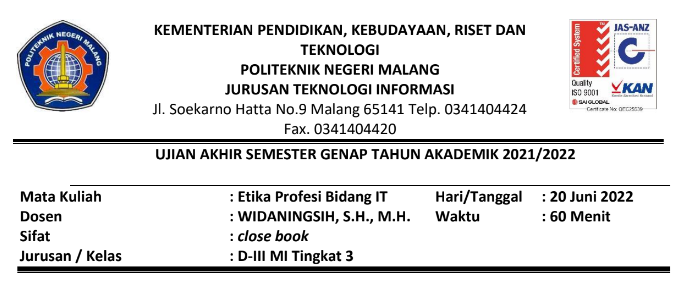 POLITEKNIK NEGERI MALANG
KEMENTERIAN PENDIDIKAN, KEBUDAYAAN, RISET DAN
TEKNOLOGI
POLITEKNIK NEGERI MALANG
JURUSAN TEKNOLOGI INFORMASI
Jl. Soekarno Hatta No.9 Malang 65141 Telp. 0341404424
Fax. 0341404420
Certified System
JAS-ANZ
Quality
ISO 9001
SAI GLOBAL
KAN
UJIAN AKHIR SEMESTER GENAP TAHUN AKADEMIK 2021/2022
Mata Kuliah : Etika Profesi Bidang IT Hari/Tanggal : 20 Juni 2022
Dosen : WIDANINGSIH, S.H., M.H. Waktu : 60 Menit
Sifat : close book
Jurusan / Kelas : D-III MI Tingkat 3